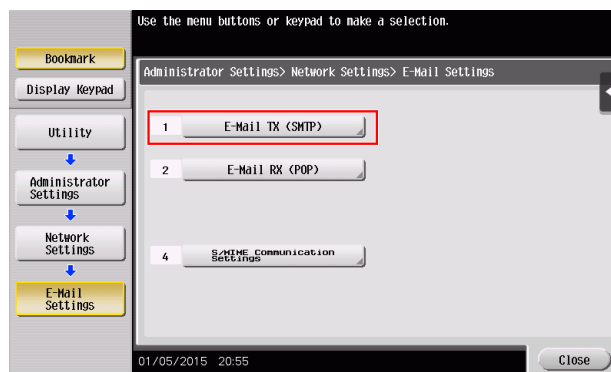 Use the menu buttons or keypad to make a selection.
Bookmark
Display Keypad
Administrator Settings> Network Settings> E-Mail Settings
Utility
Administrator
Settings
Network
Settings
E-Mail
Settings
1 E-Mail TX (SMTP)
2 E-Mail RX (POP)
4 S/MIME Communication
Settings
01/05/2015 20:55
Close